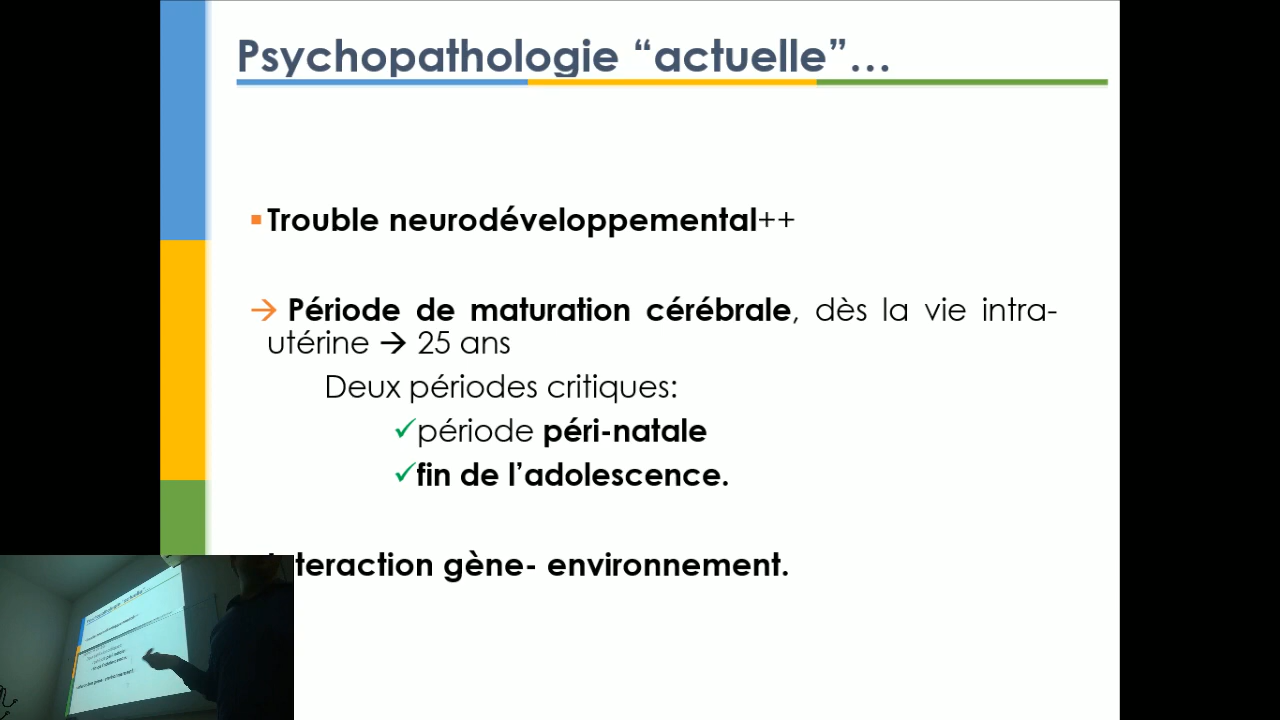 Psychopathologie “actuelle”…
Trouble neurodéveloppemental++
→ Période de maturation cérébrale, dès la vie intra-
utérine → 25 ans
Deux périodes critiques:
✓période péri-natale
✓fin de l’adolescence.
teraction gène- environnement.